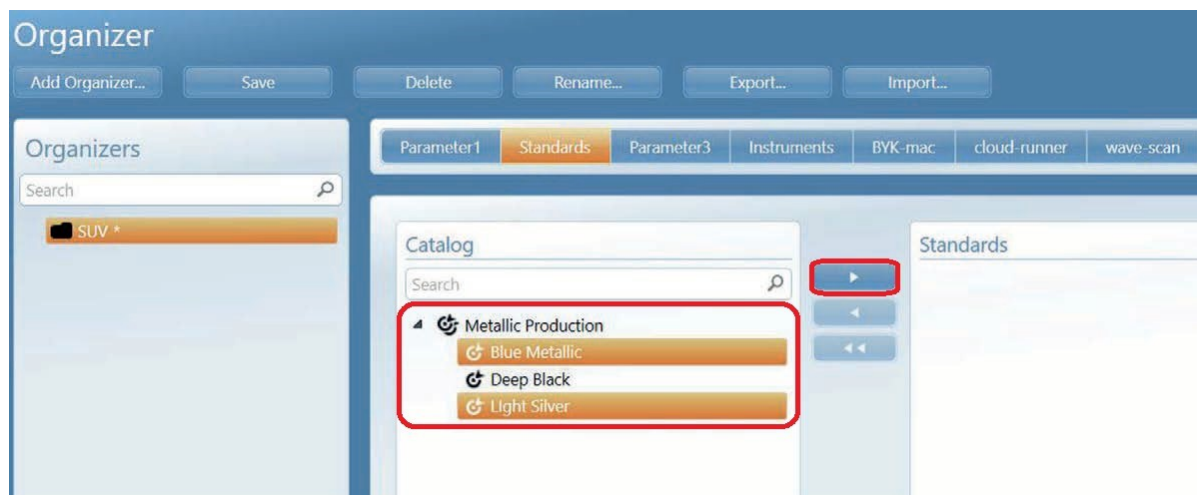 Organizer
Add Organizer... Save Delete Rename... Export... Import...
Organizers
Search
SUV *
Parameter1 Standards Parameter3 Instruments BYK-mac cloud-runner wave-scan
Catalog
Search
Metallic Production
Blue Metallic
Deep Black
LIght Silver
Standards